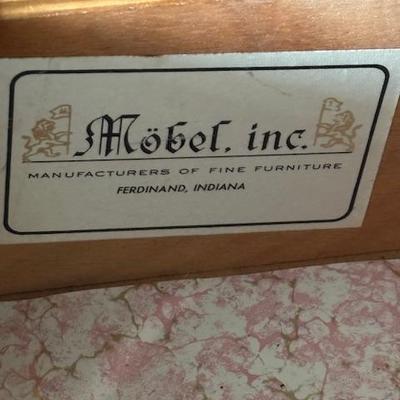 Möbel, inc.
MANUFACTURERS OF FINE FURNITURE
FERDINAND, INDIANA